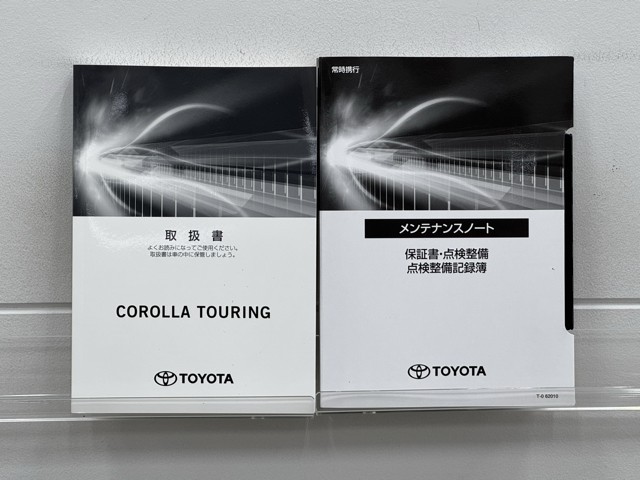 取扱書
よくお読みになってご使用ください。
取扱書は車の中に保管しましょう。
COROLLA TOURING
TOYOTA
常時携行
メンテナンスノート
保証書・点検整備
点検整備記録簿
TOYOTA
T-0 62015